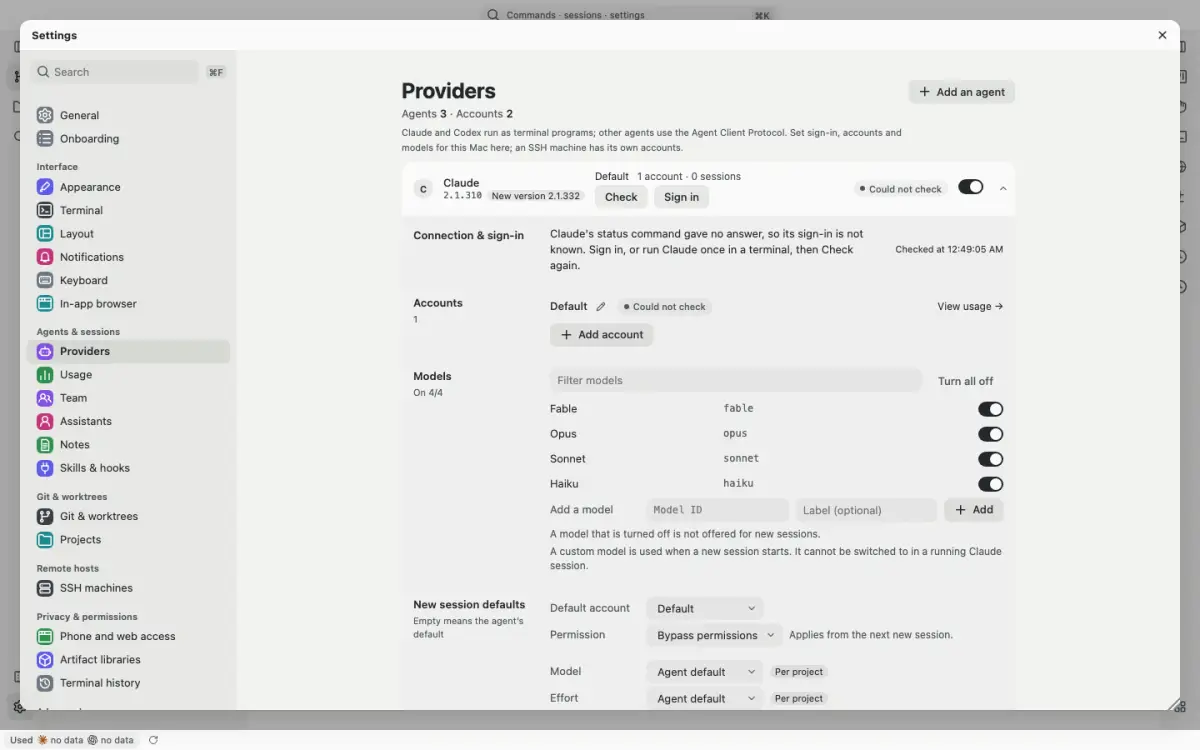 Commands · sessions · settings ⌘K
Settings
Search ⌘F
General
Onboarding
Interface
Appearance
Terminal
Layout
Notifications
Keyboard
In-app browser
Agents & sessions
Providers
Usage
Team
Assistants
Notes
Skills & hooks
Git & worktrees
Git & worktrees
Projects
Remote hosts
SSH machines
Privacy & permissions
Phone and web access
Artifact libraries
Terminal history
Providers
Add an agent
Agents 3 · Accounts 2
Claude and Codex run as terminal programs; other agents use the Agent Client Protocol. Set sign-in, accounts and
models for this Mac here; an SSH machine has its own accounts.
C
Claude
2.1.310 New version 2.1.332
Default 1 account · 0 sessions
Check Sign in
Could not check
Connection & sign-in
Claude's status command gave no answer, so its sign-in is not
known. Sign in, or run Claude once in a terminal, then Check
again.
Checked at 12:49:05 AM
Accounts
1
Default Could not check
View usage →
Add account
Models
On 4/4
Filter models
Turn all off
Fable fable
Opus opus
Sonnet sonnet
Haiku haiku
Add a model Model ID Label (optional) Add
A model that is turned off is not offered for new sessions.
A custom model is used when a new session starts. It cannot be switched to in a running Claude
session.
New session defaults
Empty means the agent's
default
Default account Default
Permission Bypass permissions Applies from the next new session.
Model Agent default Per project
Effort Agent default Per project
Used no data no data